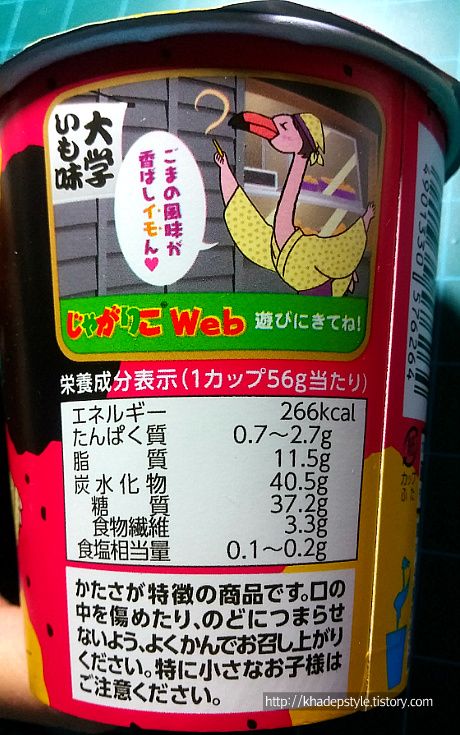 大学
いも味
ごまの風味が
香ばしイモん♥
じゃがりこ Web 遊びにきてね!
栄養成分表示(1カップ56g当たり)
エネルギー 266kcal
たんぱく質 0.7〜2.7g
脂質 11.5g
炭水化物 40.5g
糖質 37.2g
食物繊維 3.3g
食塩相当量 0.1〜0.2g
かたさが特徴の商品です。口の
中を傷めたり、のどにつまらせ
ないよう、よくかんでお召し上がり
ください。特に小さなお子様は
ご注意ください。
4901330 576264
カップ
ふた
http://khadepstyle.tistory.com